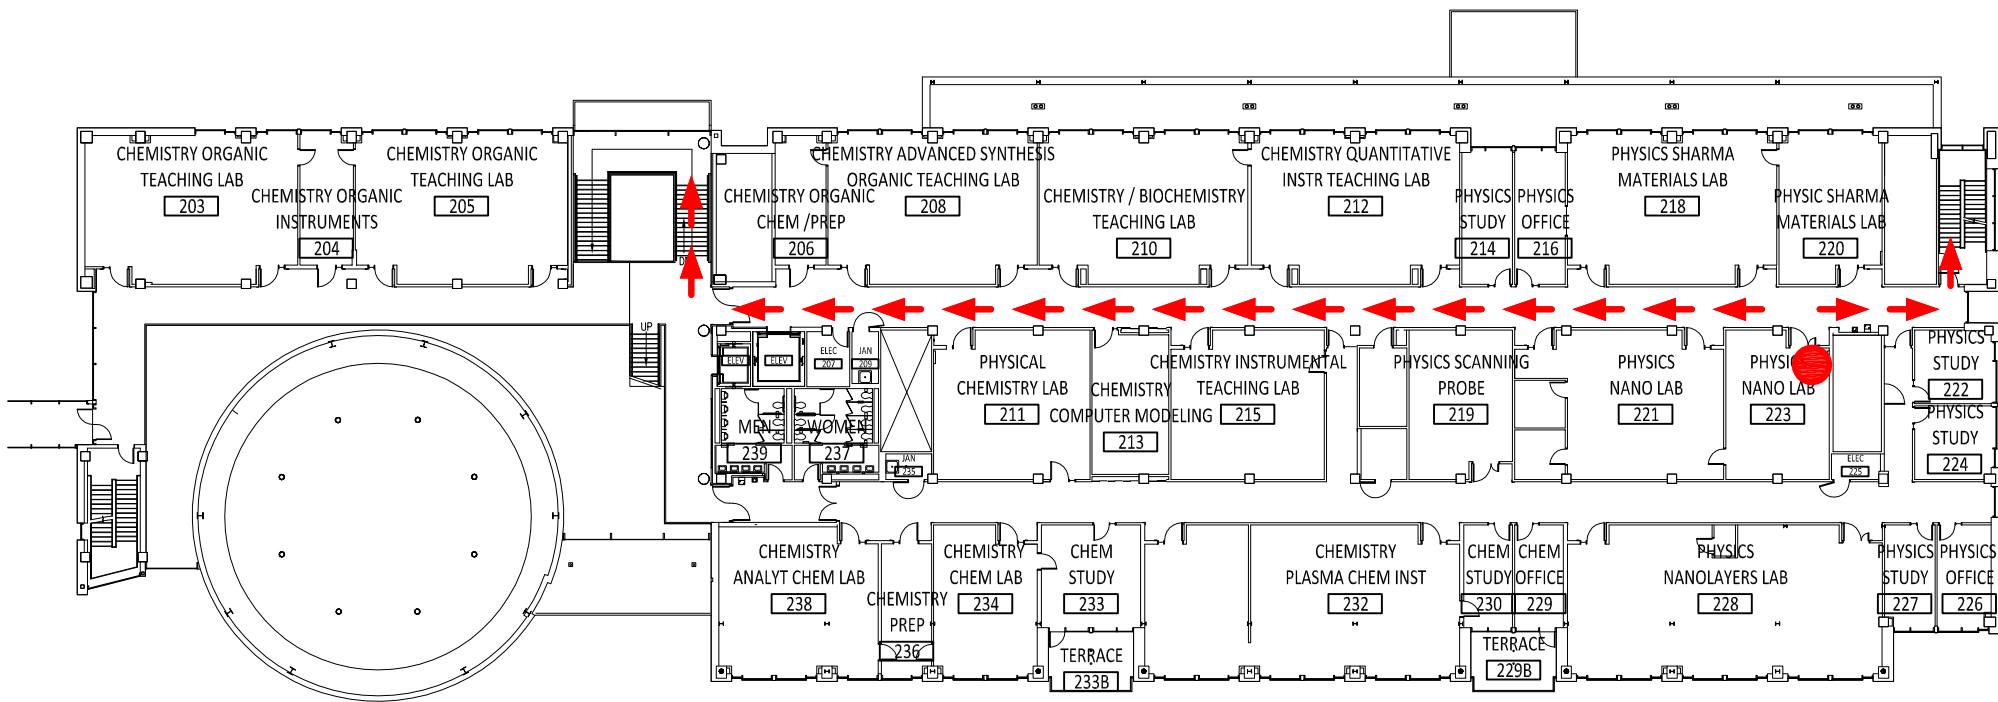 CHEMISTRY ORGANIC
TEACHING LAB
203
CHEMISTRY ORGANIC
INSTRUMENTS
204
CHEMISTRY ORGANIC
TEACHING LAB
205
UP
CHEMISTRY ORGANIC
CHEM /PREP
206
CHEMISTRY ADVANCED SYNTHESIS
ORGANIC TEACHING LAB
208
CHEMISTRY / BIOCHEMISTRY
TEACHING LAB
210
CHEMISTRY QUANTITATIVE
INSTR TEACHING LAB
212
PHYSICS
STUDY
214
PHYSICS
OFFICE
216
PHYSICS SHARMA
MATERIALS LAB
218
PHYSIC SHARMA
MATERIALS LAB
220
ELEV
ELEV
ELEC
207
JAN
209
PHYSICAL
CHEMISTRY LAB
211
CHEMISTRY
COMPUTER MODELING
213
CHEMISTRY INSTRUMENTAL
TEACHING LAB
215
PHYSICS SCANNING
PROBE
219
PHYSICS
NANO LAB
221
NANO LAB
223
PHYSICS
STUDY
222
PHYSICS
STUDY
224
ELEC
225
MEN
239
WOMEN
237
JAN
235
CHEMISTRY
ANALYT CHEM LAB
238
CHEMISTRY
PREP
236
CHEMISTRY
CHEM LAB
234
CHEM
STUDY
233
TERRACE
233B
CHEMISTRY
PLASMA CHEM INST
232
CHEM
STUDY
230
CHEM
OFFICE
229
TERRACE
229B
PHYSICS
NANOLAYERS LAB
228
PHYSICS
STUDY
227
PHYSICS
OFFICE
226